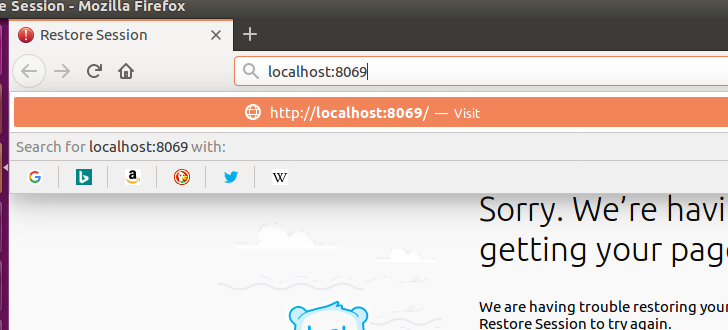 e Session - Mozilla Firefox
Restore Session
localhost:8069
http://localhost:8069/ — Visit
Search for localhost:8069 with:
G b a W
Sorry. We're havi
getting your pag
We are having trouble restoring your
Restore Session to try again.